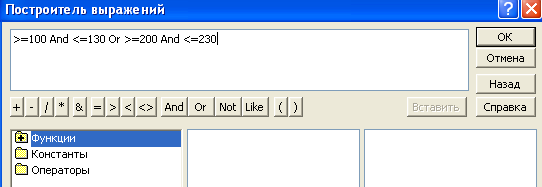 Построитель выражений
>=100 And <=130 Or >=200 And <=230
OK
Отмена
Назад
+ - / * & = > < <> And Or Not Like ( ) Вставить Справка
Функции
Константы
Операторы